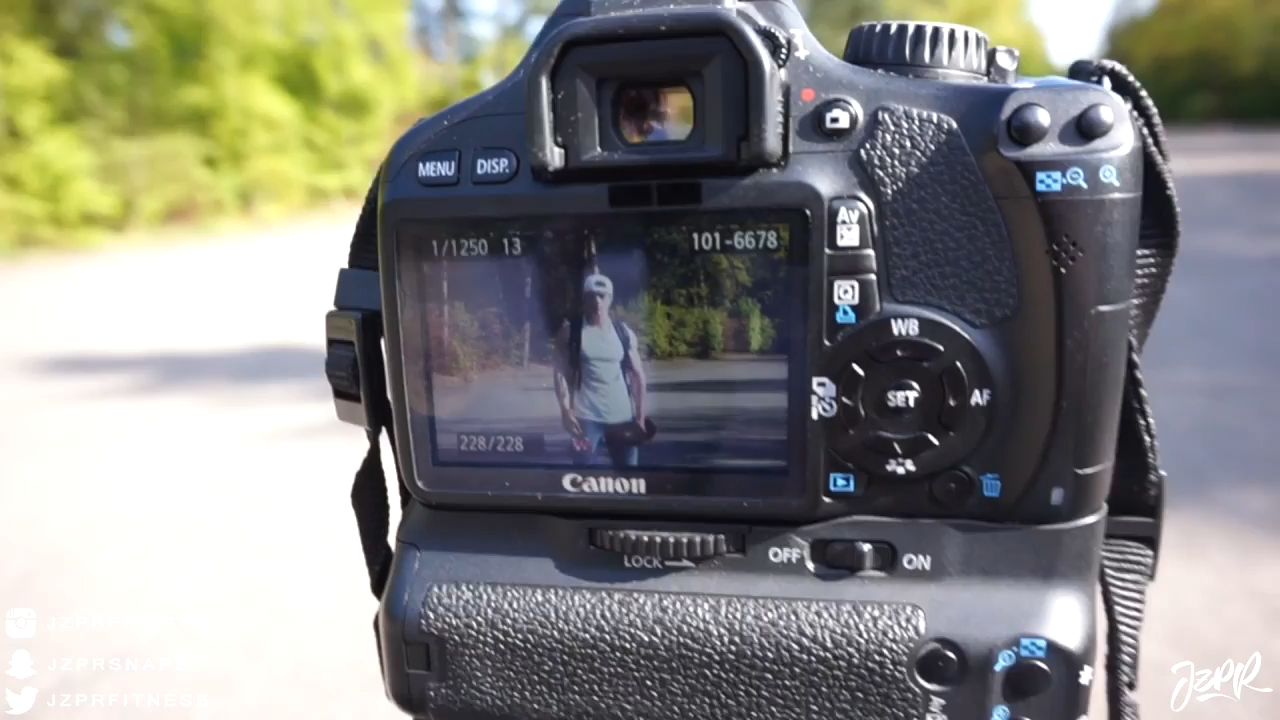 MENU DISP.
1/1250 13 101-6678
Av
Q
WB
SET AF
228/228
Canon
LOCK OFF ON
JZPRFITNESS
JZPRSNAPS
JZPRFITNESS
JZPR